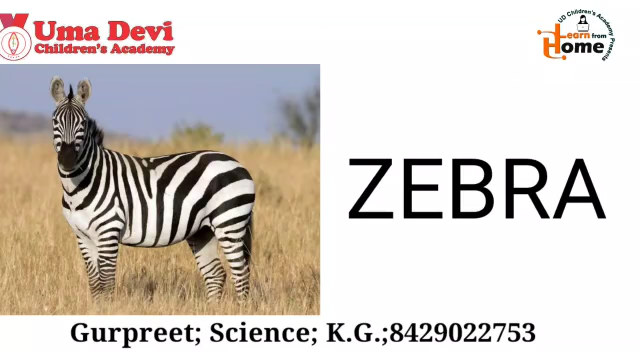 Uma Devi
Children's Academy
UD Children's Academy Presents
Learn from
Home
ZEBRA
Gurpreet; Science; K.G.;8429022753